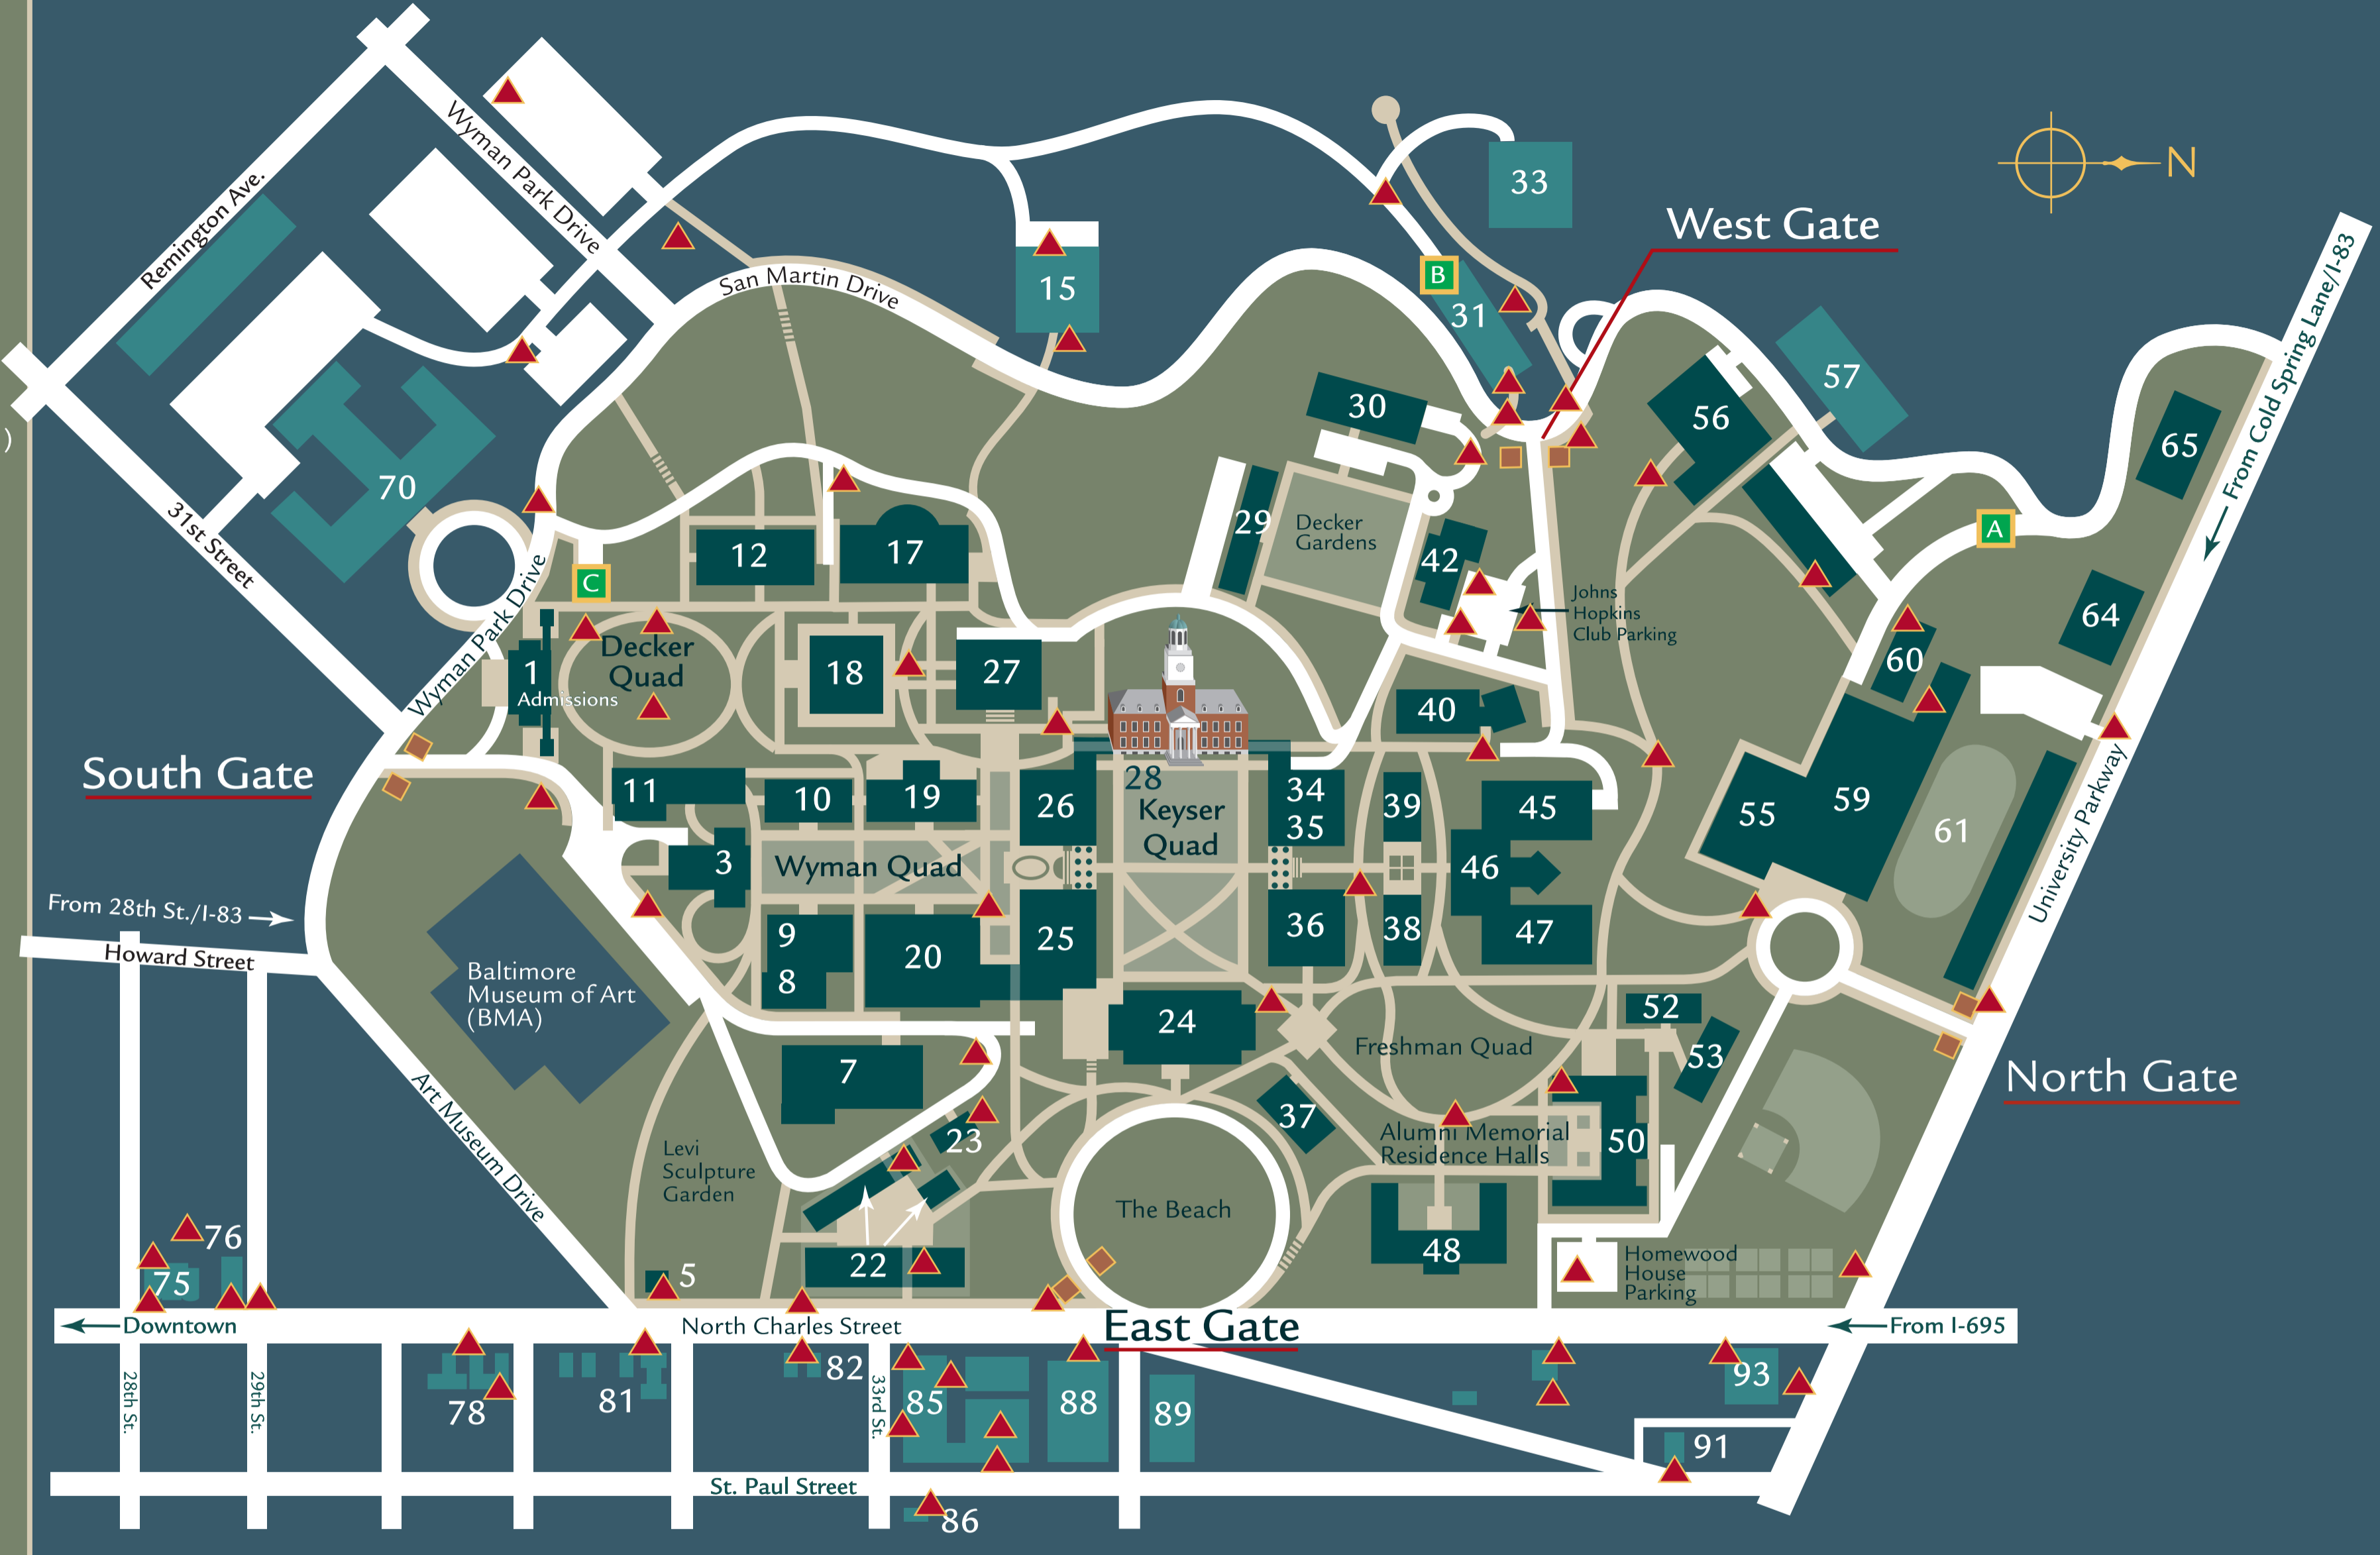 Wyman Park Drive
Remington Ave.
33
N
West Gate
San Martin Drive
15
B
31
From Cold Spring Lane/I-83
57
30
56
65
70
31st Street
)
12
17
29
Decker
Gardens
42
A
C
Wyman Park Drive
Johns
Hopkins
Club Parking
64
1
Admissions
Decker
Quad
18
27
60
40
South Gate
11
10
19
26
28
Keyser
Quad
34
35
39
45
55
59
61
University Parkway
3
Wyman Quad
46
From 28th St./I-83
Howard Street
Baltimore
Museum of Art
(BMA)
9
8
20
25
36
38
47
24
52
53
Freshman Quad
North Gate
7
Art Museum Drive
37
23
Levi
Sculpture
Garden
Alumni Memorial
Residence Halls
50
The Beach
76
75
22
5
48
Homewood
House
Parking
Downtown
North Charles Street
East Gate
From I-695
28th St.
29th St.
78
81
82
33rd St.
85
88
89
93
91
St. Paul Street
86